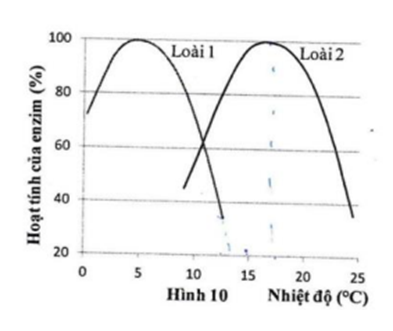 Hoạt tính của enzim (%)
100
80
60
40
20
Loài 1
Loài 2
0
5
10
15
20
25
Hình 10
Nhiệt độ (°C)